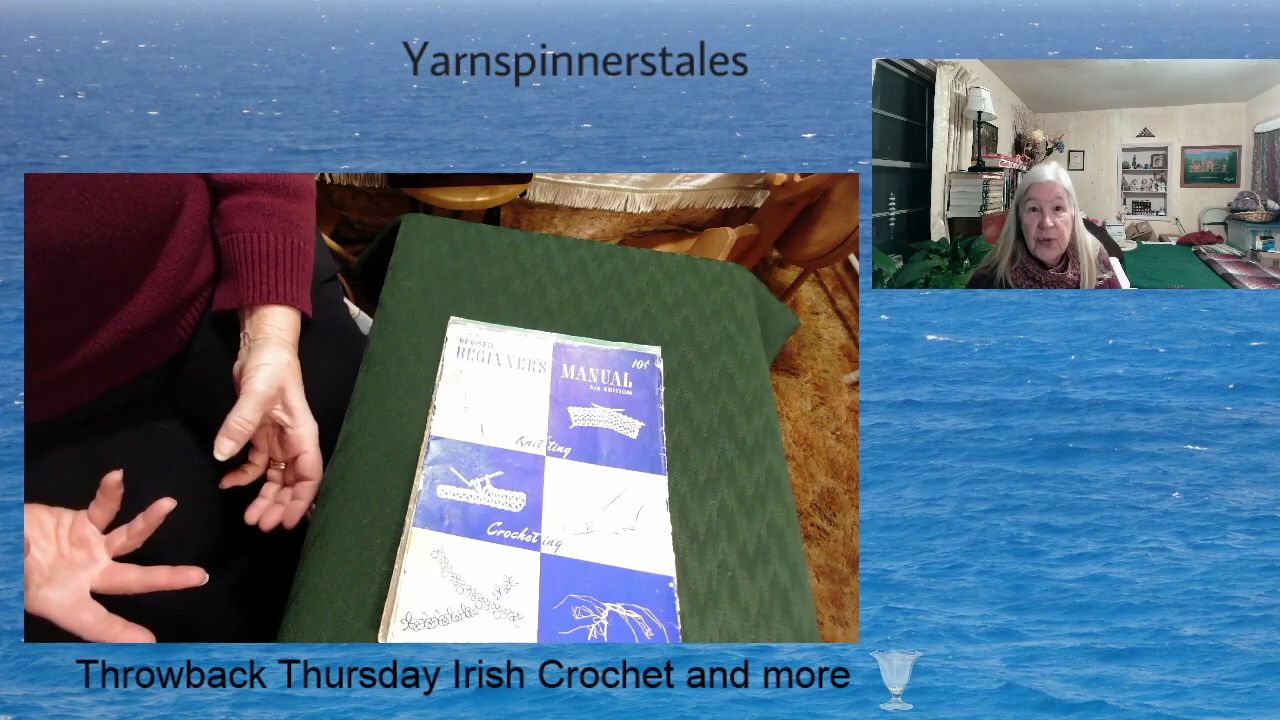 Yarnspinnerstales
REVISED
BEGINNER'S
MANUAL
3rd EDITION
10¢
Knitting
Crocheting
Throwback Thursday Irish Crochet and more